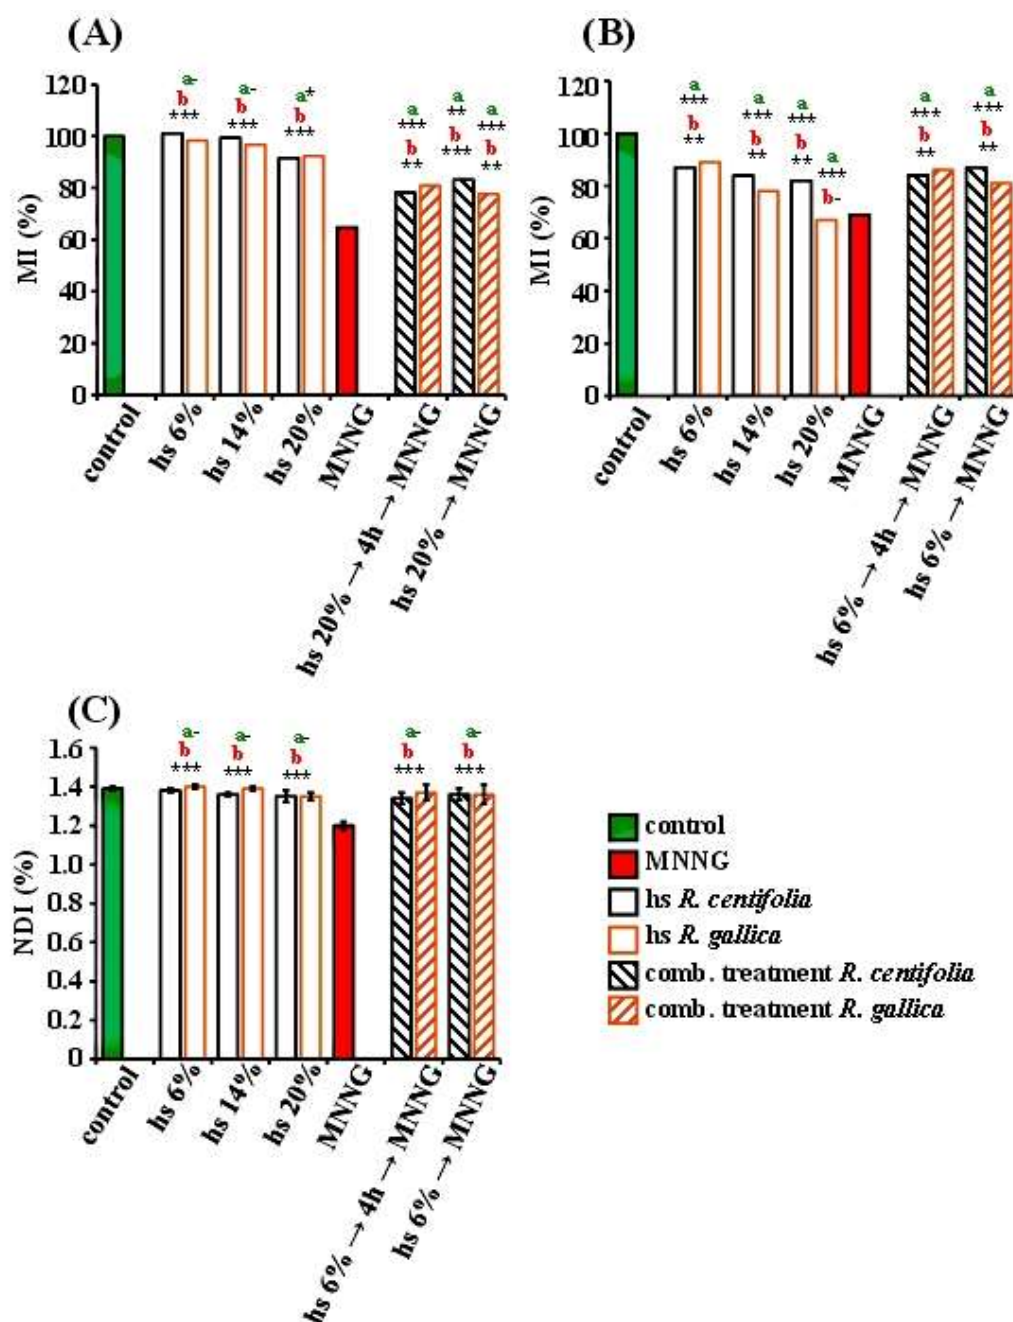 (A)
120
100
80
60
40
20
0
MI (%)
a-
b
***
a-
b
***
a*
b
***
a
***
b
**
a
**
b
***
a
***
b
**
control
hs 6%
hs 14%
hs 20%
MNNG
hs 20% → 4h → MNNG
hs 20% → MNNG
(B)
120
100
80
60
40
20
0
MI (%)
a
***
b
**
a
***
b
**
a
***
b
**
a
***
b-
a
***
b
**
a
***
b
**
control
hs 6%
hs 14%
hs 20%
MNNG
hs 6% → 4h → MNNG
hs 6% → MNNG
(C)
1.6
1.4
1.2
1.0
0.8
0.6
0.4
0.2
0
NDI (%)
a-
b
***
a-
b
***
a-
b
***
a-
b
***
a-
b
***
control
hs 6%
hs 14%
hs 20%
MNNG
hs 6% → 4h → MNNG
hs 6% → MNNG
control
MNNG
hs R. centifolia
hs R. gallica
comb. treatment R. centifolia
comb. treatment R. gallica